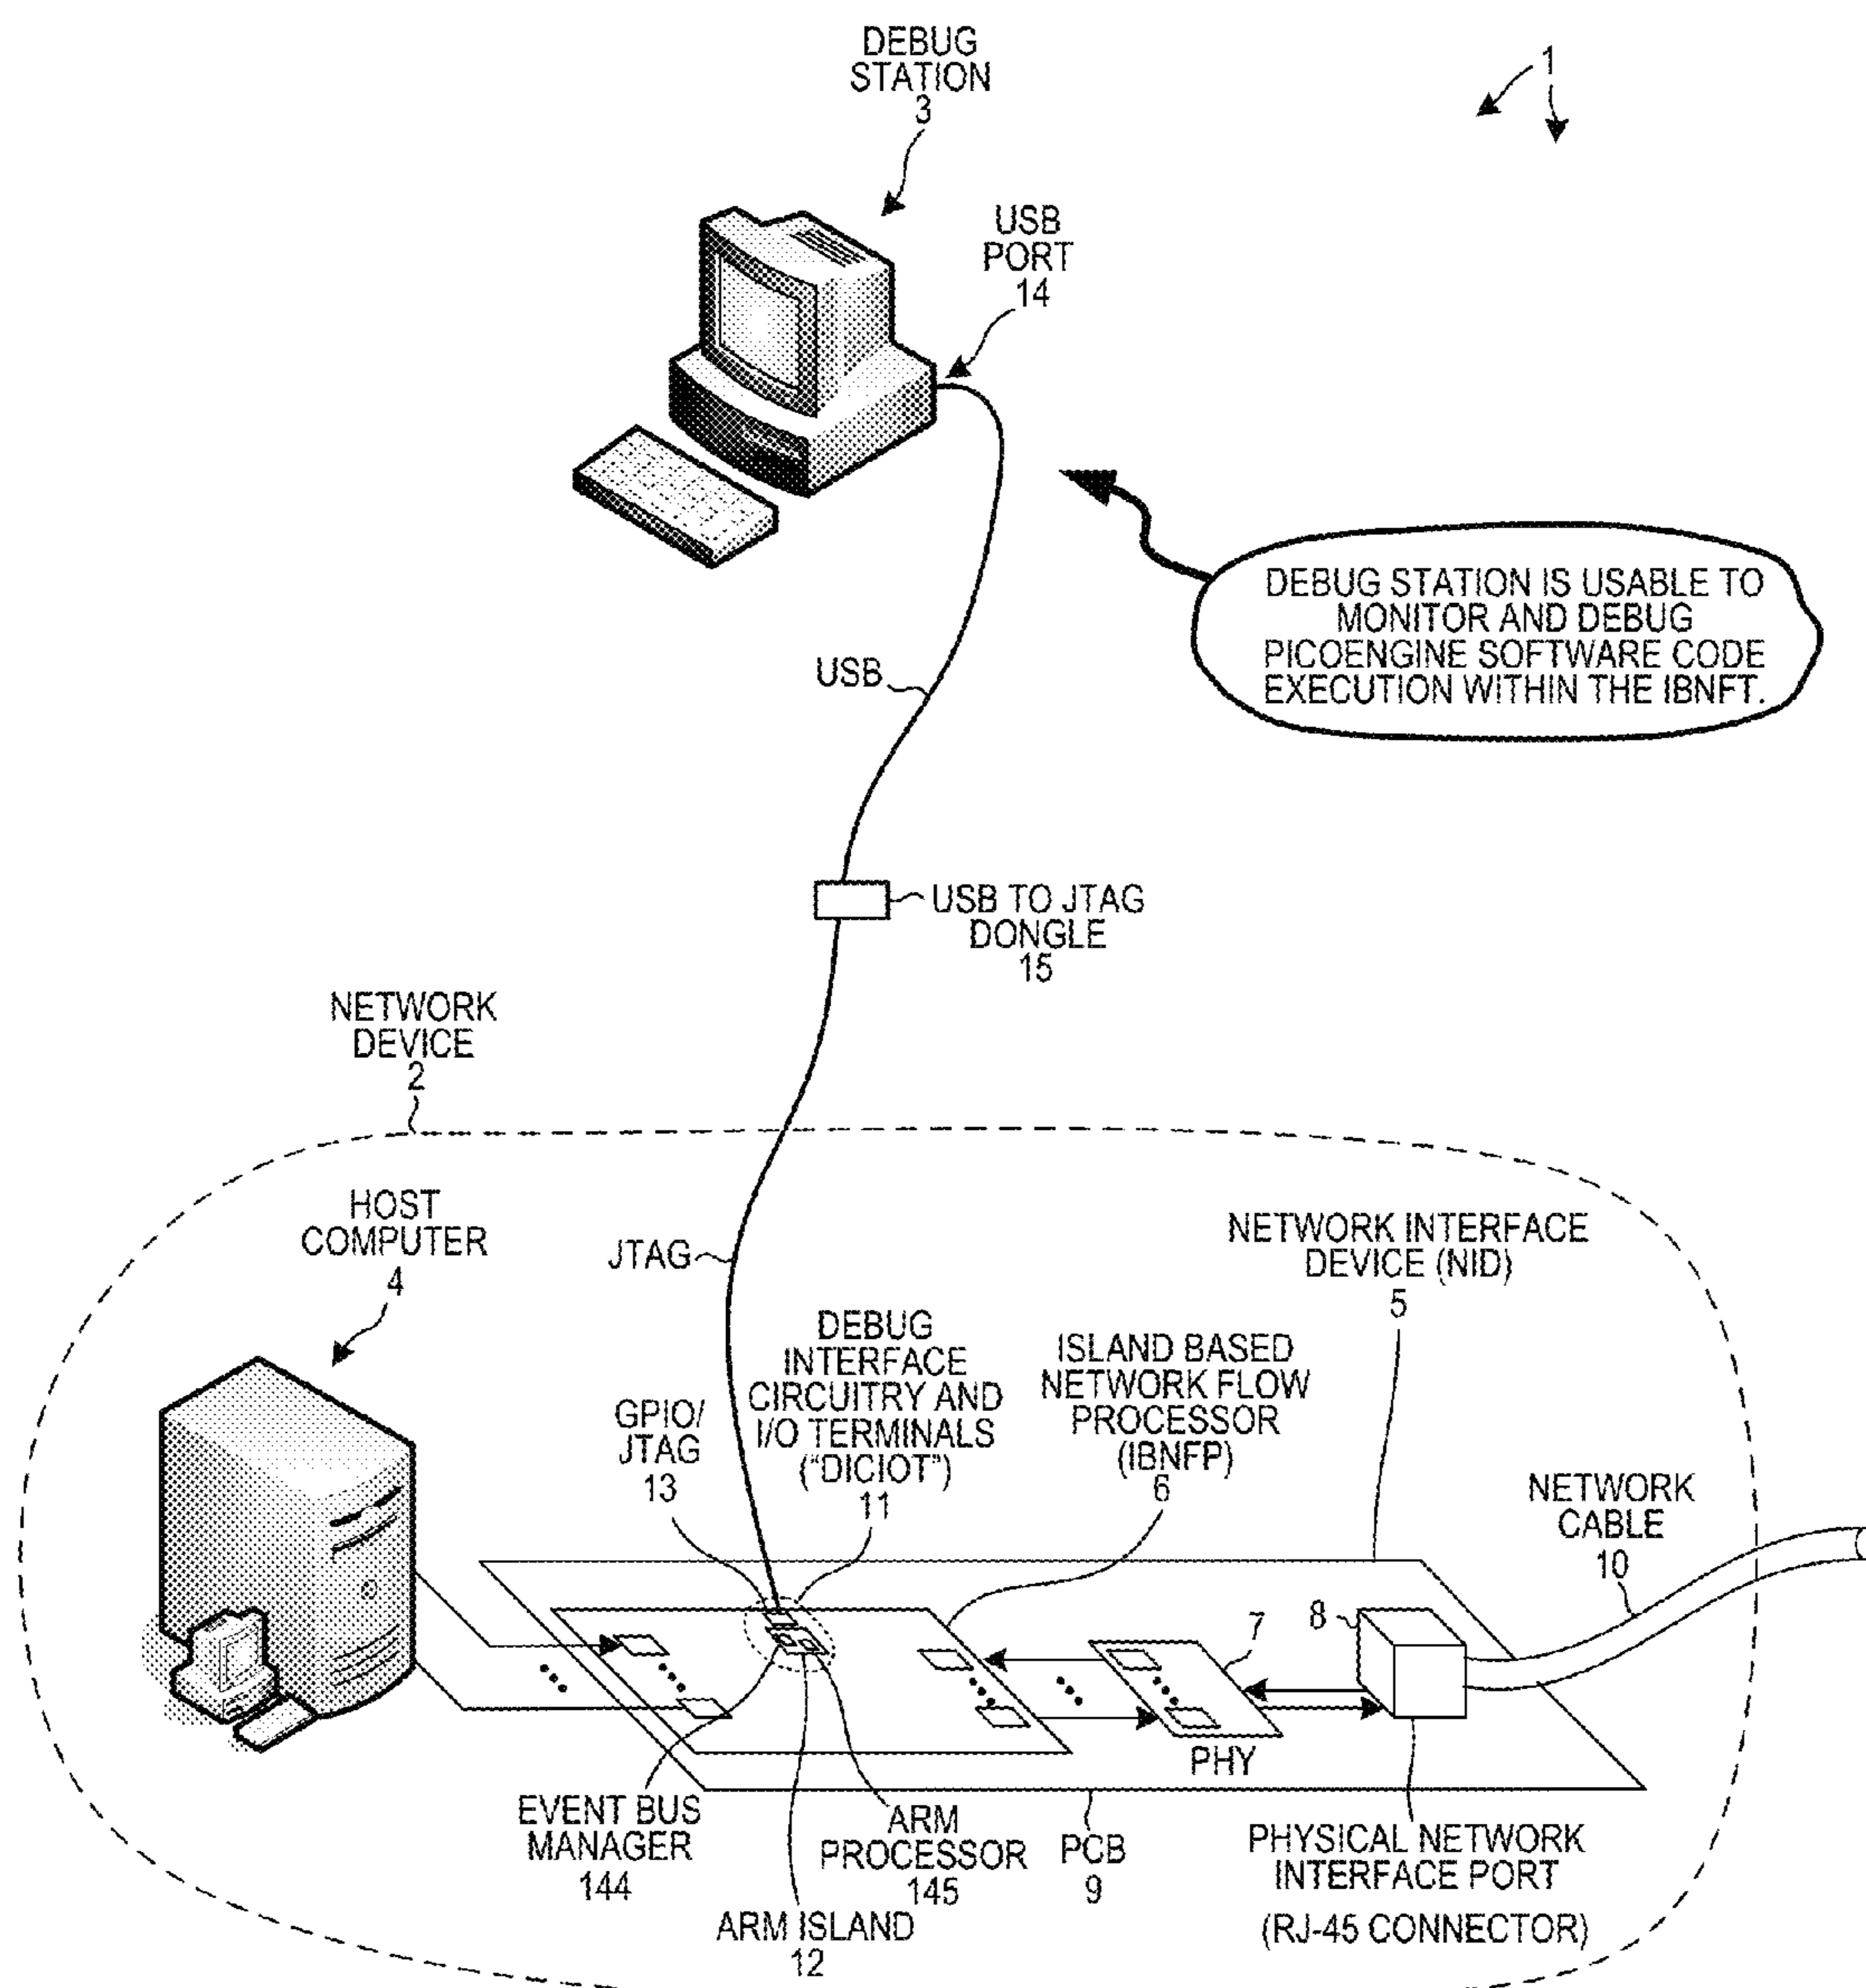 DEBUG
STATION
3
1
USB
PORT
14
DEBUG STATION IS USABLE TO
MONITOR AND DEBUG
PICOENGINE SOFTWARE CODE
EXECUTION WITHIN THE IBNFT.
USB
USB TO JTAG
DONGLE
15
NETWORK
DEVICE
2
HOST
COMPUTER
4
JTAG
NETWORK INTERFACE
DEVICE (NID)
5
DEBUG
INTERFACE
CIRCUITRY AND
I/O TERMINALS
("DICIOT")
11
ISLAND BASED
NETWORK FLOW
PROCESSOR
(IBNFP)
6
GPIO/
JTAG
13
NETWORK
CABLE
10
7
8
PHY
EVENT BUS
MANAGER
144
ARM
PROCESSOR
145
ARM ISLAND
12
PCB
9
PHYSICAL NETWORK
INTERFACE PORT
(RJ-45 CONNECTOR)